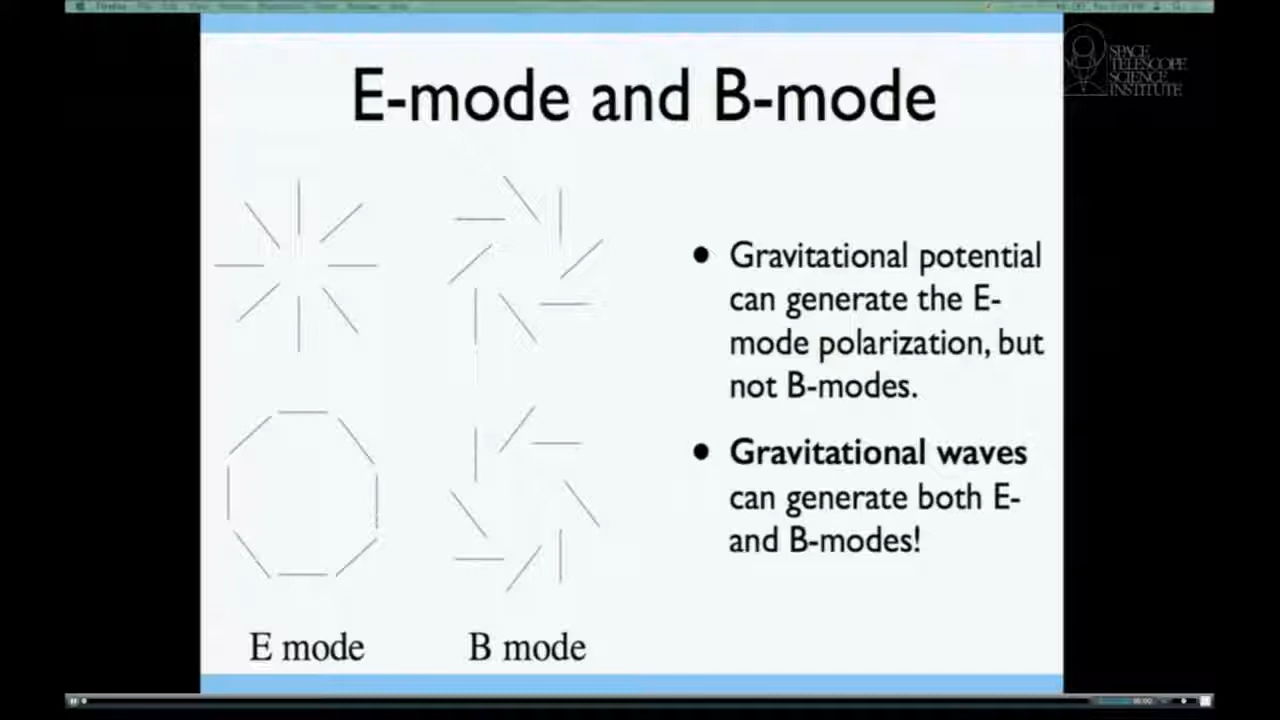 SPACE
TELESCOPE
SCIENCE
INSTITUTE
E-mode and B-mode
• Gravitational potential
can generate the E-
mode polarization, but
not B-modes.
• Gravitational waves
can generate both E-
and B-modes!
E mode
B mode